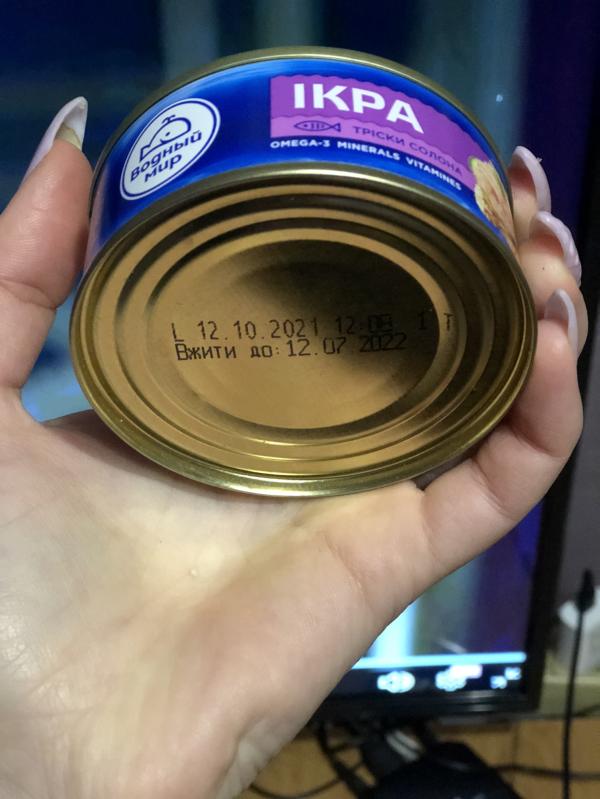 ІКРА
ТРІСКИ СОЛОНА
OMEGA-3 MINERALS VITAMINES
Водный
мир
L 12.10.2021 12:08 1 T
Вжити до: 12.07.2022